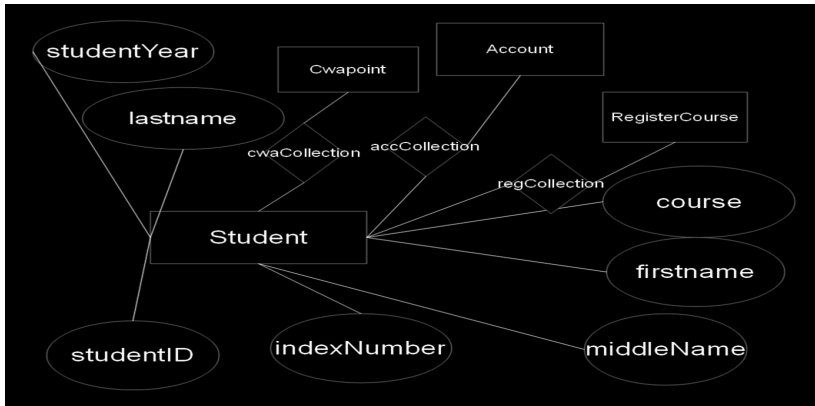 studentYear
Cwapoint
Account
lastname
RegisterCourse
cwaCollection
accCollection
regCollection
course
Student
firstname
studentID
indexNumber
middleName